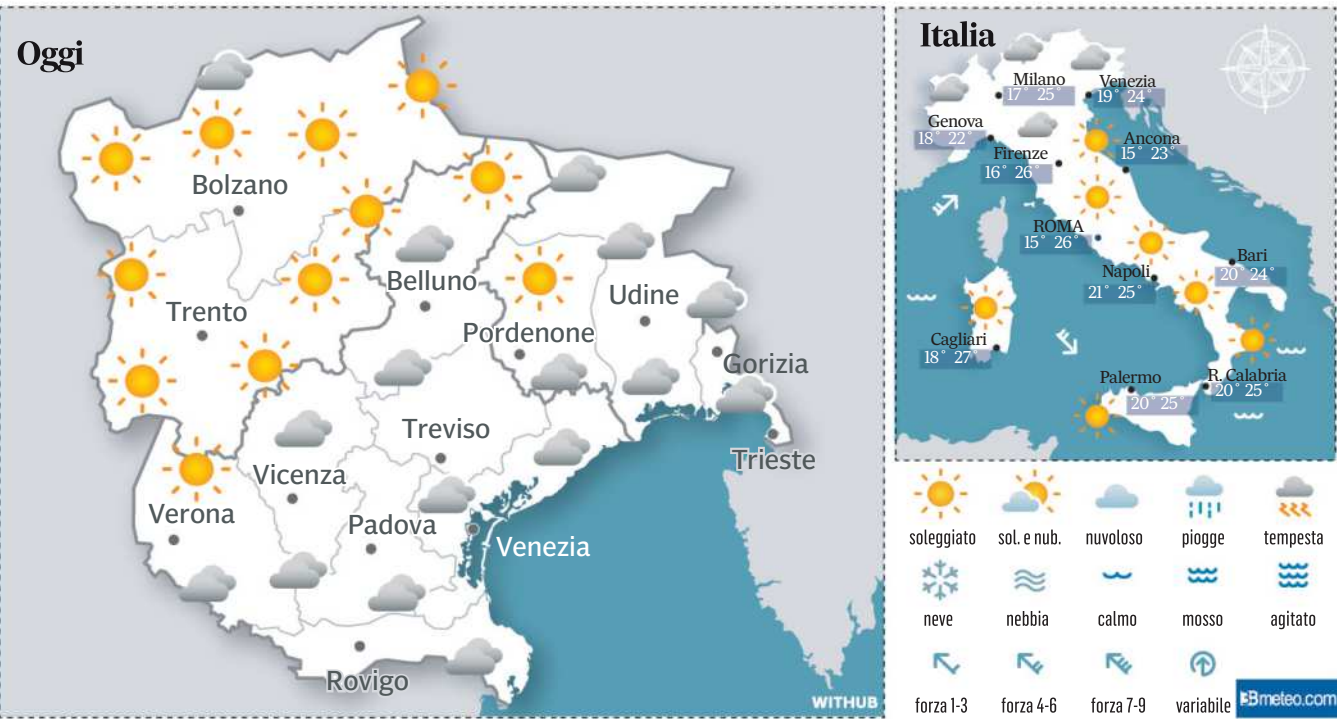 Oggi
Bolzano
Trento
Belluno
Udine
Pordenone
Gorizia
Treviso
Trieste
Vicenza
Verona
Padova
Venezia
Rovigo
WITHUB
Italia
Milano
17° 25°
Venezia
19° 24°
Genova
18° 22°
Firenze
16° 26°
Ancona
15° 23°
ROMA
15° 26°
Bari
20° 24°
Napoli
21° 25°
Cagliari
18° 27°
Palermo
20° 25°
R. Calabria
20° 25°
soleggiato sol. e nub. nuvoloso piogge tempesta
neve nebbia calmo mosso agitato
forza 1-3 forza 4-6 forza 7-9 variabile
3Bmeteo.com